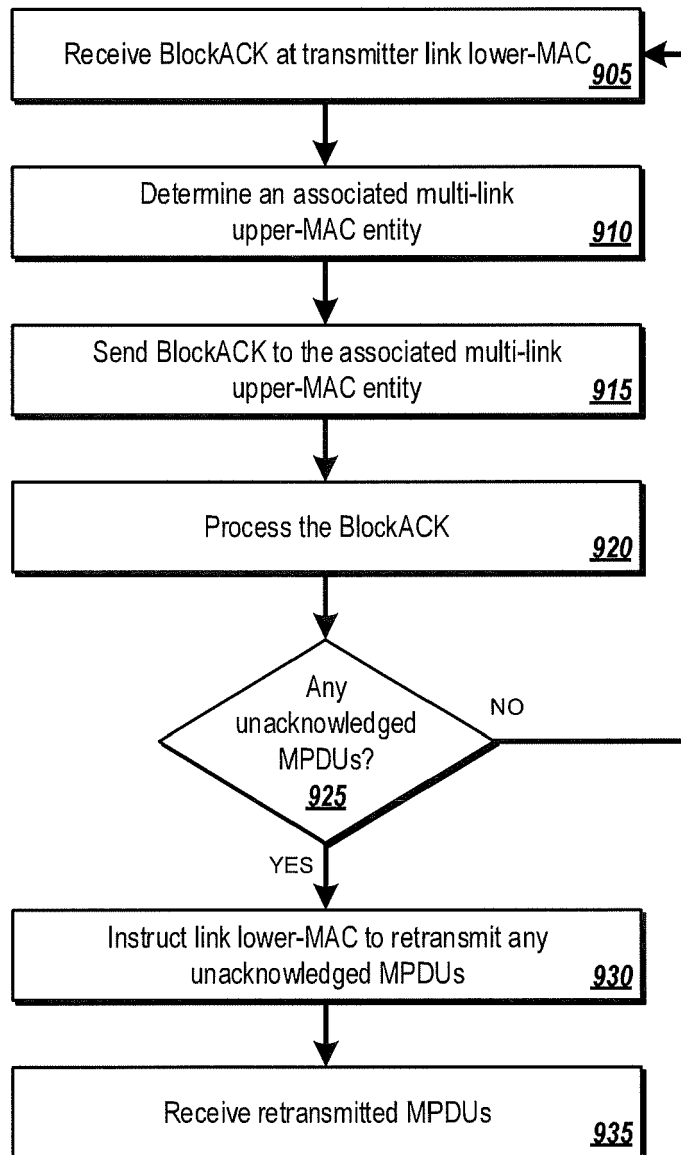 Receive BlockACK at transmitter link lower-MAC
905
Determine an associated multi-link
upper-MAC entity
910
Send BlockACK to the associated multi-link
upper-MAC entity
915
Process the BlockACK
920
Any
unacknowledged
MPDUs?
925
NO
YES
Instruct link lower-MAC to retransmit any
unacknowledged MPDUs
930
Receive retransmitted MPDUs
935